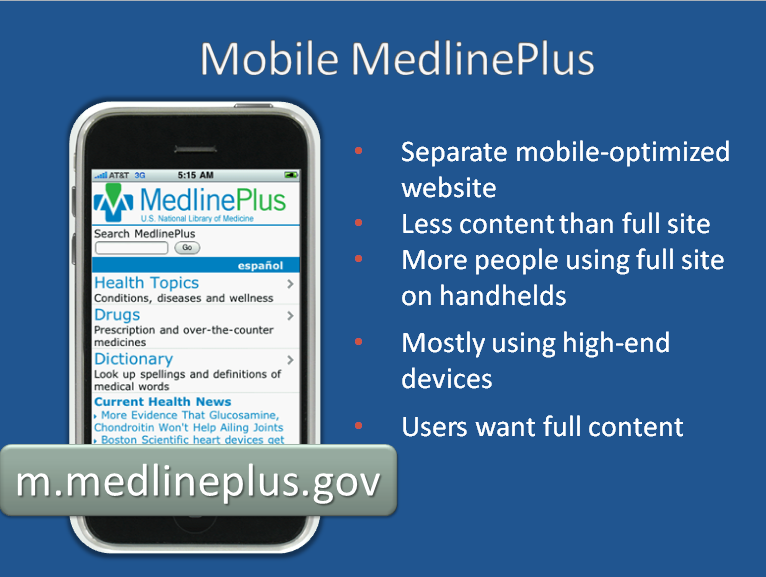 Mobile MedlinePlus
AT&T 3G 5:15 AM
MedlinePlus
U.S. National Library of Medicine
Search MedlinePlus
Go
español
Health Topics
Conditions, diseases and wellness
Drugs
Prescription and over-the-counter
medicines
Dictionary
Look up spellings and definitions of
medical words
Current Health News
More Evidence That Glucosamine,
Chondroitin Won't Help Ailing Joints
Boston Scientific heart devices get
m.medlineplus.gov
• Separate mobile-optimized
website
• Less content than full site
• More people using full site
on handhelds
• Mostly using high-end
devices
• Users want full content